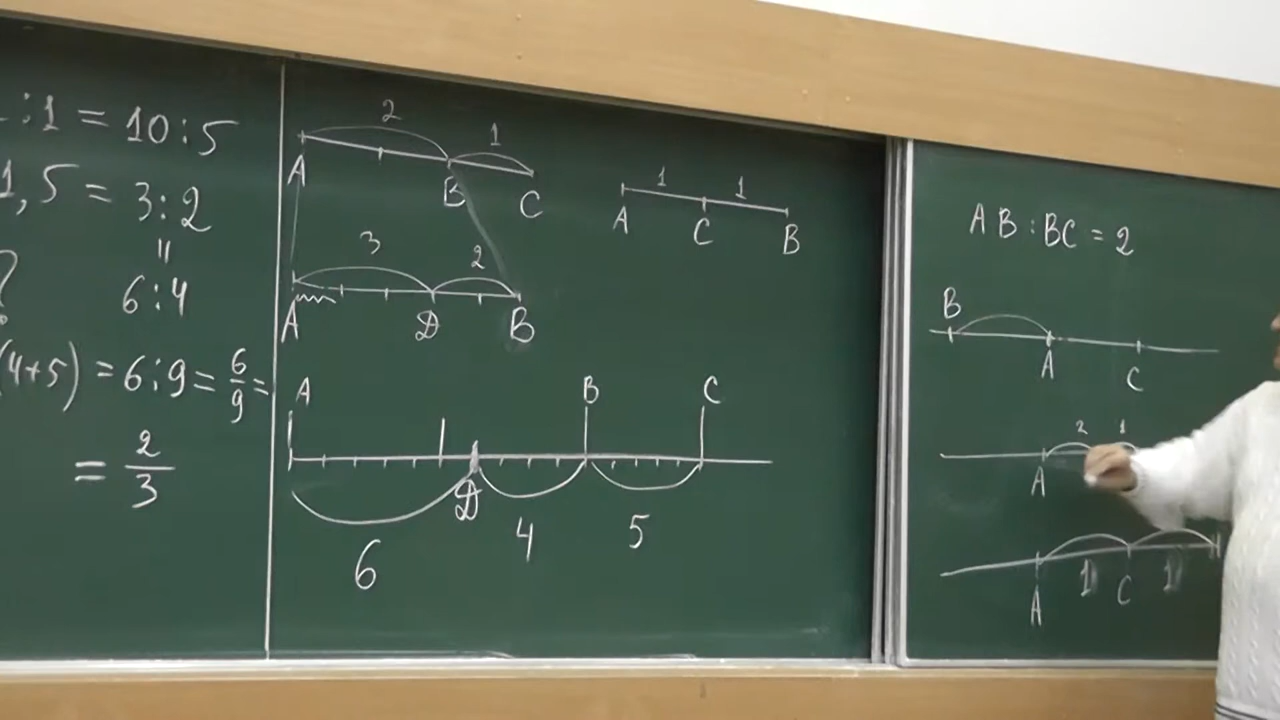 :1 = 10:5
1,5 = 3:2
"
?
6:4
(4+5) = 6:9 = 6/9 =
= 2/3
2
1
A
B
C
3
2
A
D
B
1
1
A
C
B
A
B
C
D
6
4
5
AB:BC = 2
B
A
C
2
1
A
A
1)
C
1)